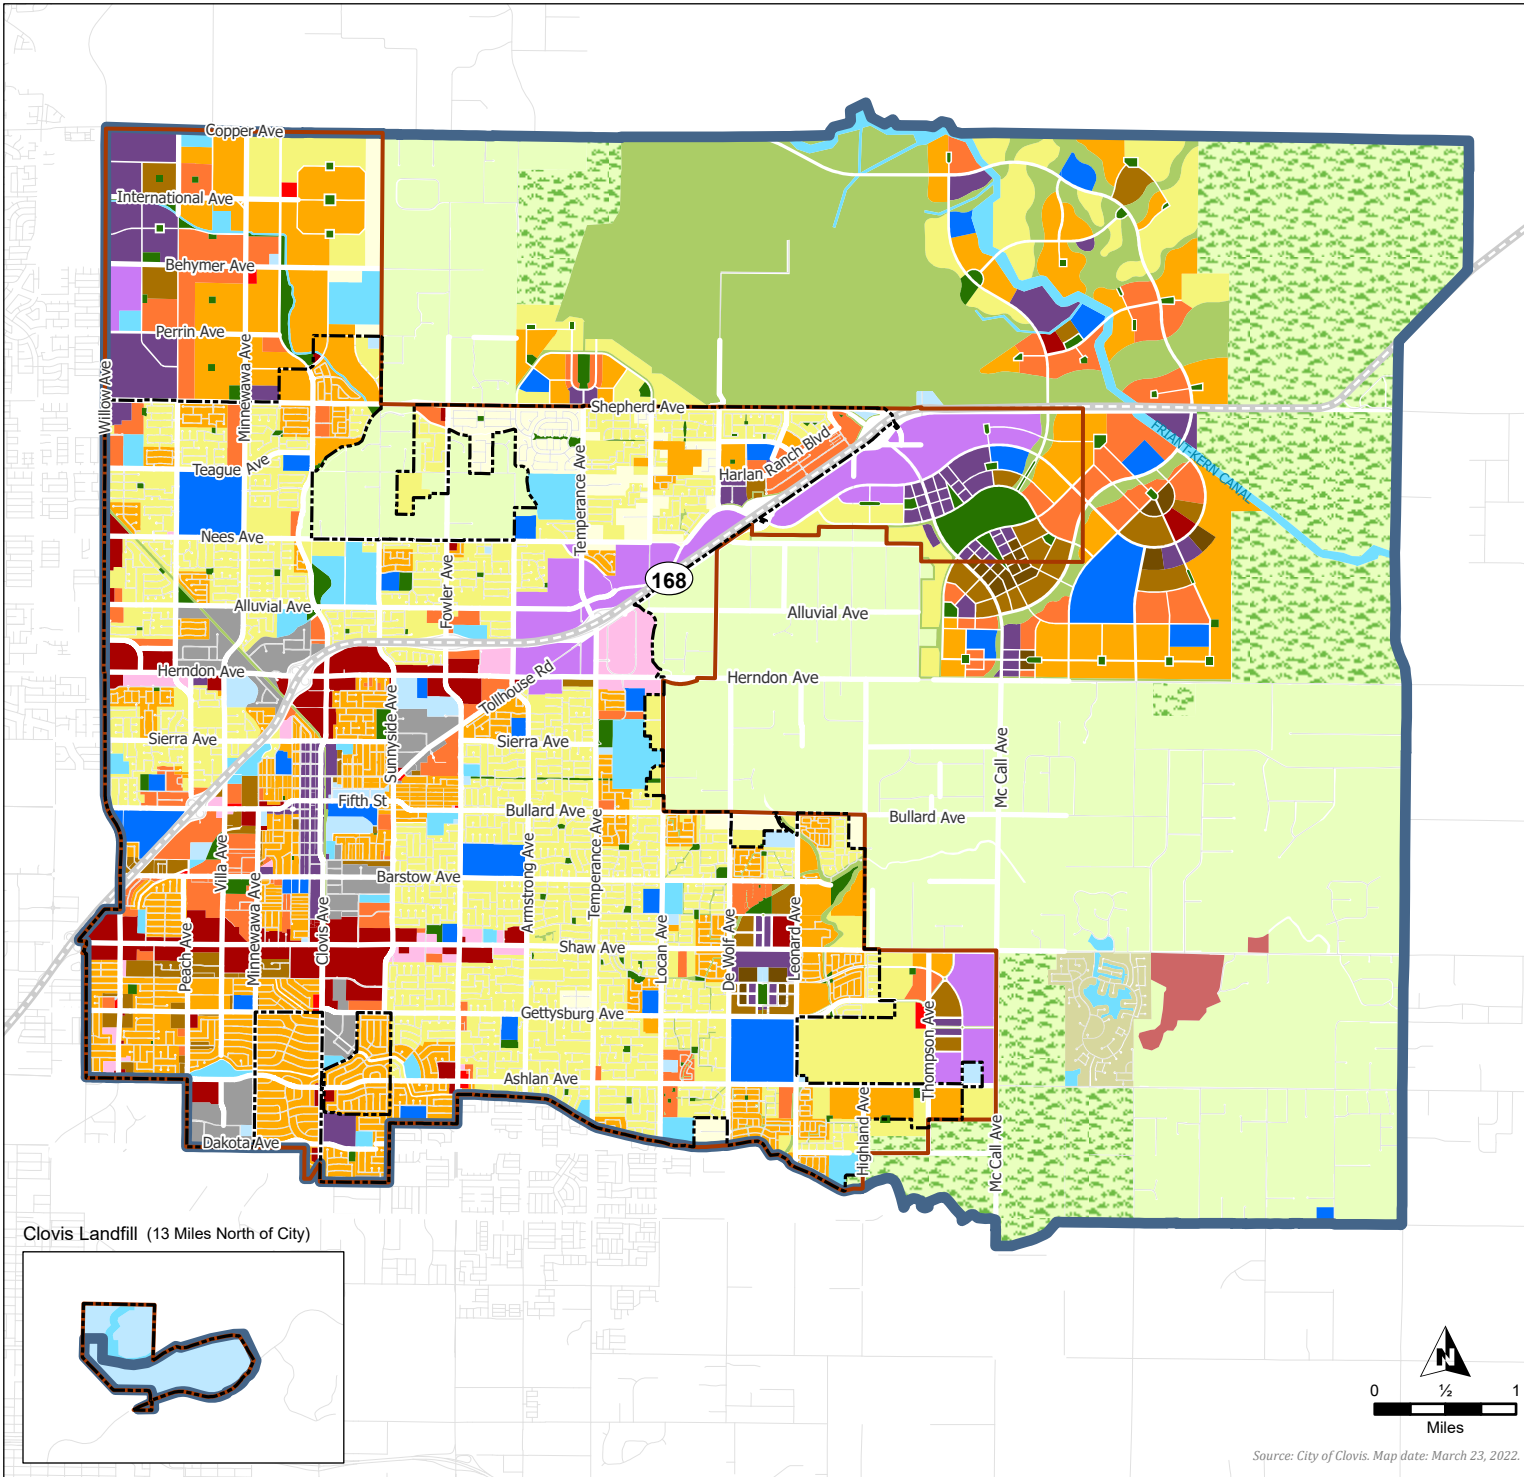 Copper Ave
International Ave
Behymer Ave
Perrin Ave
Willow Ave
Minnewawa Ave
Shepherd Ave
Teague Ave
Harlan Ranch Blvd
FRIANT-KERN CANAL
Nees Ave
Temperance Ave
168
Fowler Ave
Alluvial Ave
Alluvial Ave
Herndon Ave
Herndon Ave
Tollhouse Rd
Sunnyside Ave
Sierra Ave
Sierra Ave
Mc Call Ave
Fifth St
Bullard Ave
Bullard Ave
Villa Ave
Armstrong Ave
Temperance Ave
Barstow Ave
Minnewawa Ave
Clovis Ave
Peach Ave
Shaw Ave
Locan Ave
De Wolf Ave
Leonard Ave
Gettysburg Ave
Thompson Ave
Ashlan Ave
Highland Ave
Dakota Ave
Mc Call Ave
Clovis Landfill (13 Miles North of City)
N
0 ½ 1
Miles
Source: City of Clovis. Map date: March 23, 2022.